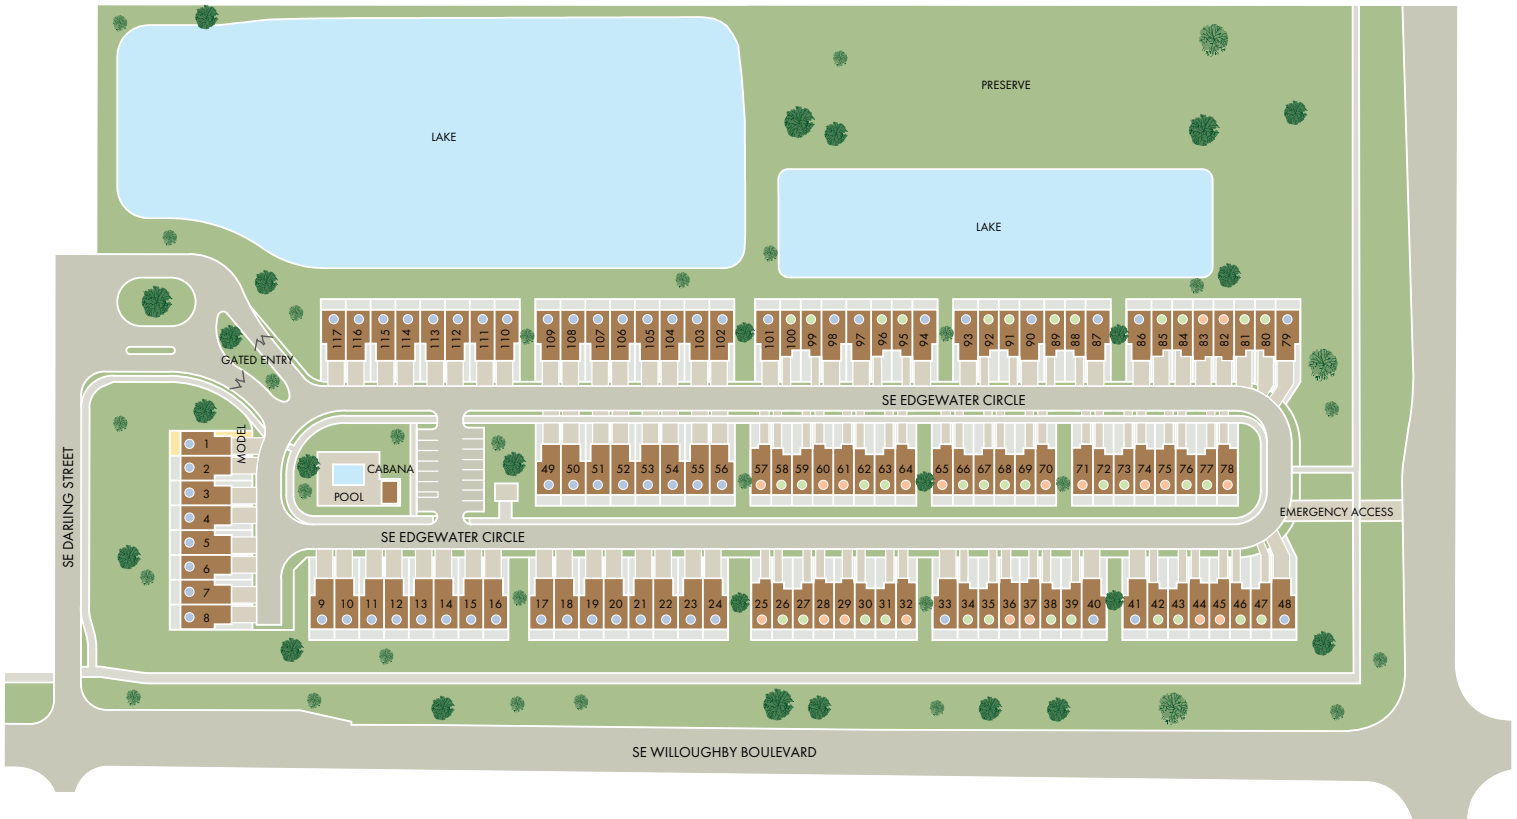 PRESERVE
LAKE
LAKE
117 116 115 114 113 112 111 110 109 108 107 106 105 104 103 102 101 100 99 98 97 96 95 94 93 92 91 90 89 88 87 86 85 84 83 82 81 80 79
GATED ENTRY
SE EDGEWATER CIRCLE
MODEL
1
2
3
4
5
6
7
8
CABANA
POOL
49 50 51 52 53 54 55 56 57 58 59 60 61 62 63 64 65 66 67 68 69 70 71 72 73 74 75 76 77 78
SE DARLING STREET
EMERGENCY ACCESS
SE EDGEWATER CIRCLE
9 10 11 12 13 14 15 16 17 18 19 20 21 22 23 24 25 26 27 28 29 30 31 32 33 34 35 36 37 38 39 40 41 42 43 44 45 46 47 48
SE WILLOUGHBY BOULEVARD